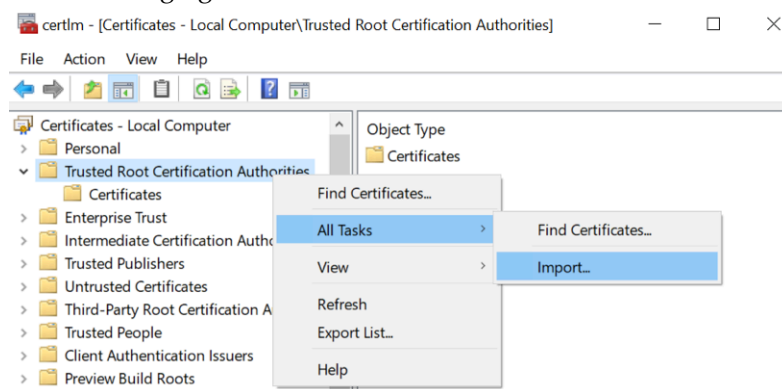 certlm - [Certificates - Local Computer\Trusted Root Certification Authorities]
File Action View Help
Certificates - Local Computer
Personal
Trusted Root Certification Authorities
Certificates
Enterprise Trust
Intermediate Certification Autho
Trusted Publishers
Untrusted Certificates
Third-Party Root Certification A
Trusted People
Client Authentication Issuers
Preview Build Roots
Object Type
Certificates
Find Certificates...
All Tasks
View
Refresh
Export List...
Help
Find Certificates...
Import...